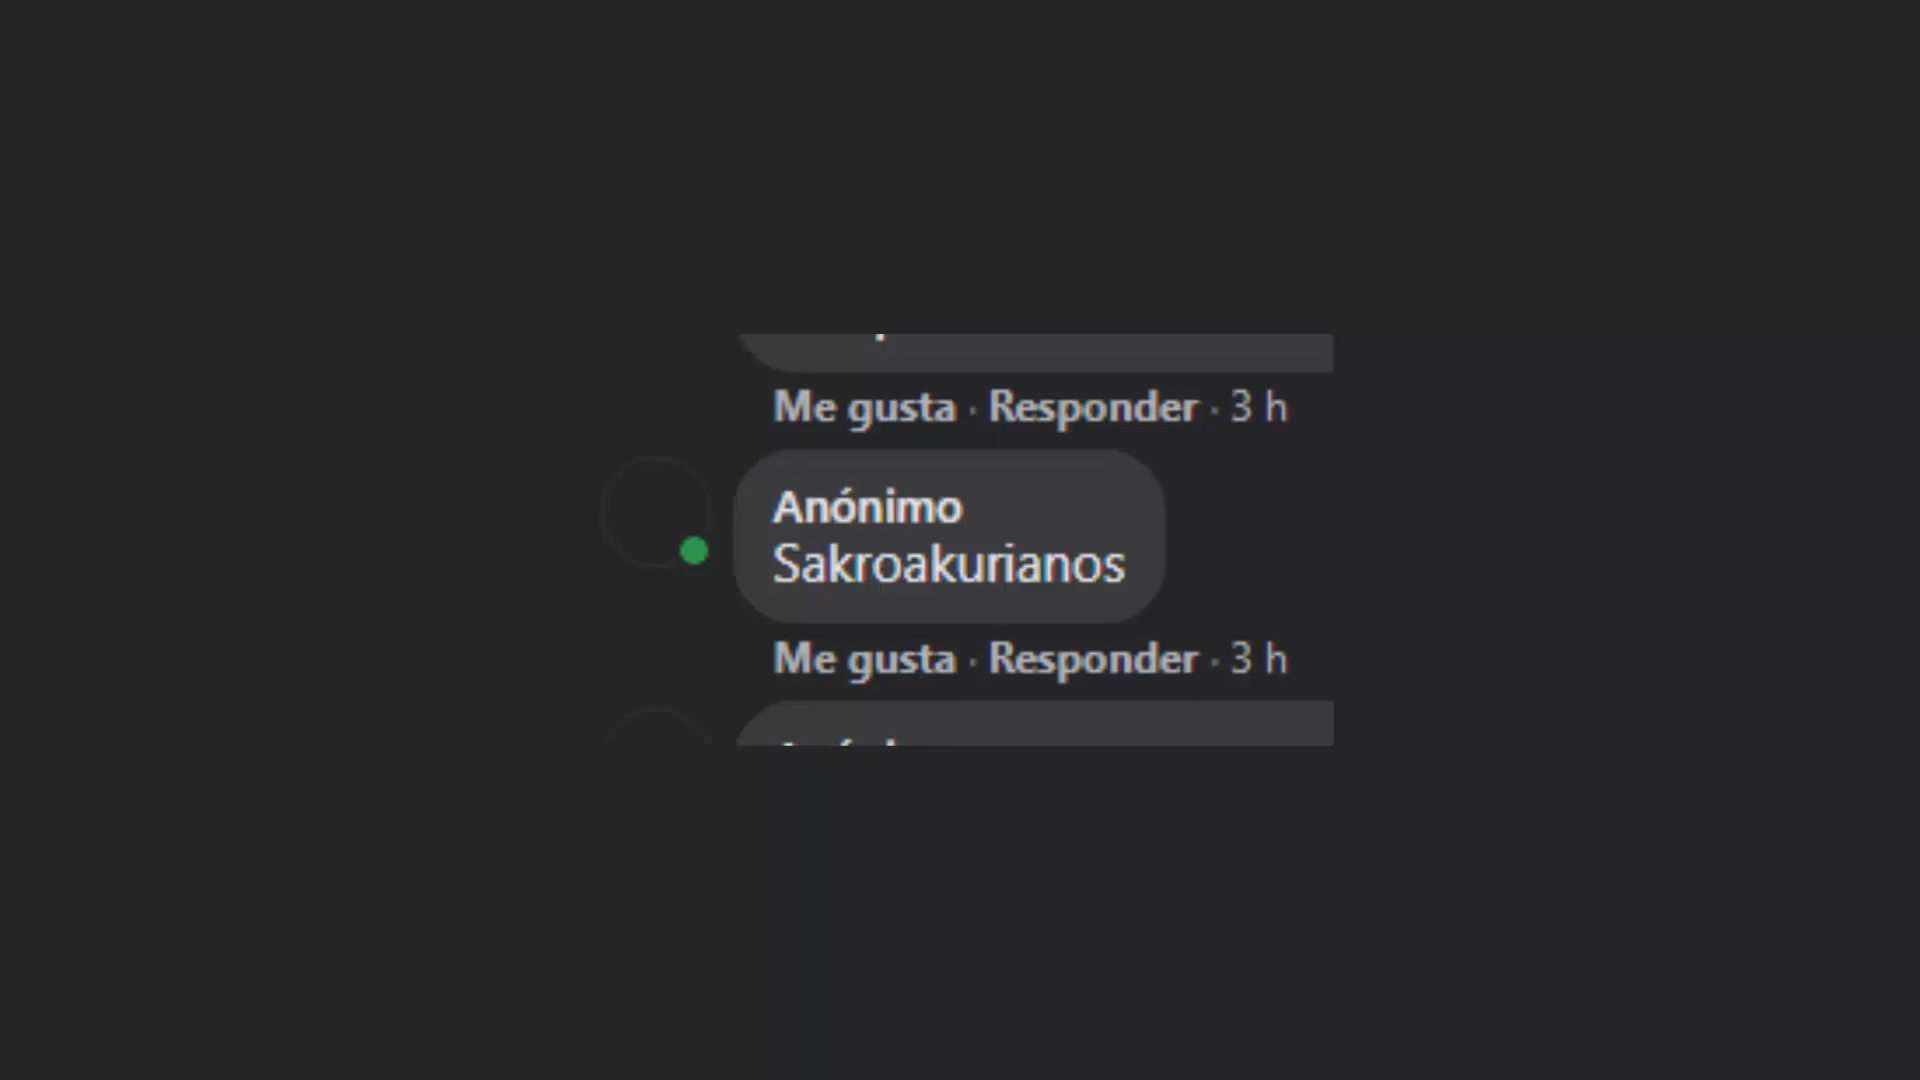 Me gusta · Responder · 3 h
Anónimo
Sakroakurianos
Me gusta · Responder · 3 h